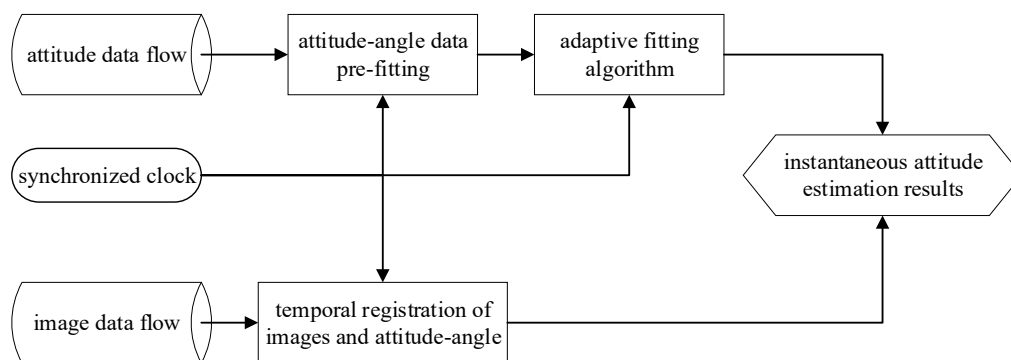 attitude data flow
attitude-angle data
pre-fitting
adaptive fitting
algorithm
synchronized clock
instantaneous attitude
estimation results
image data flow
temporal registration of
images and attitude-angle